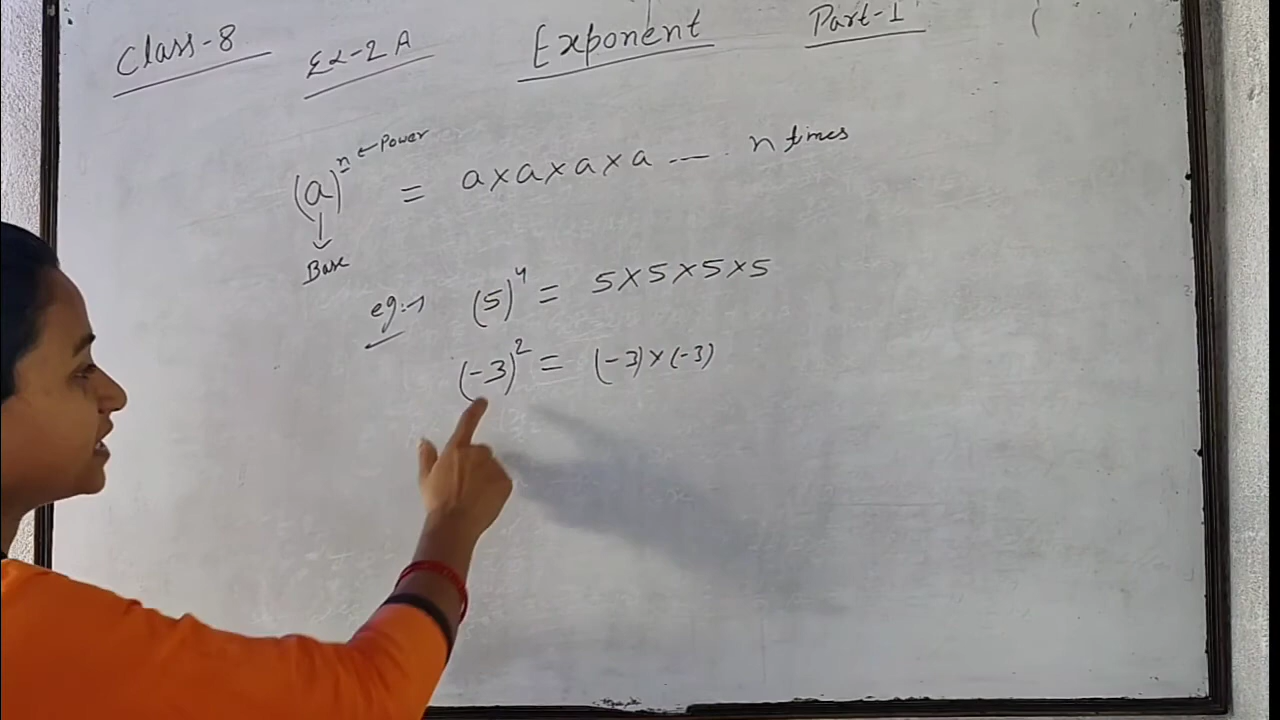 Class-8 Ex-2A Exponent Part-1
(a)ⁿ ← Power = a×a×a×a --- . n times
↓
Base
eg:→ (5)⁴ = 5×5×5×5
(-3)² = (-3)×(-3)